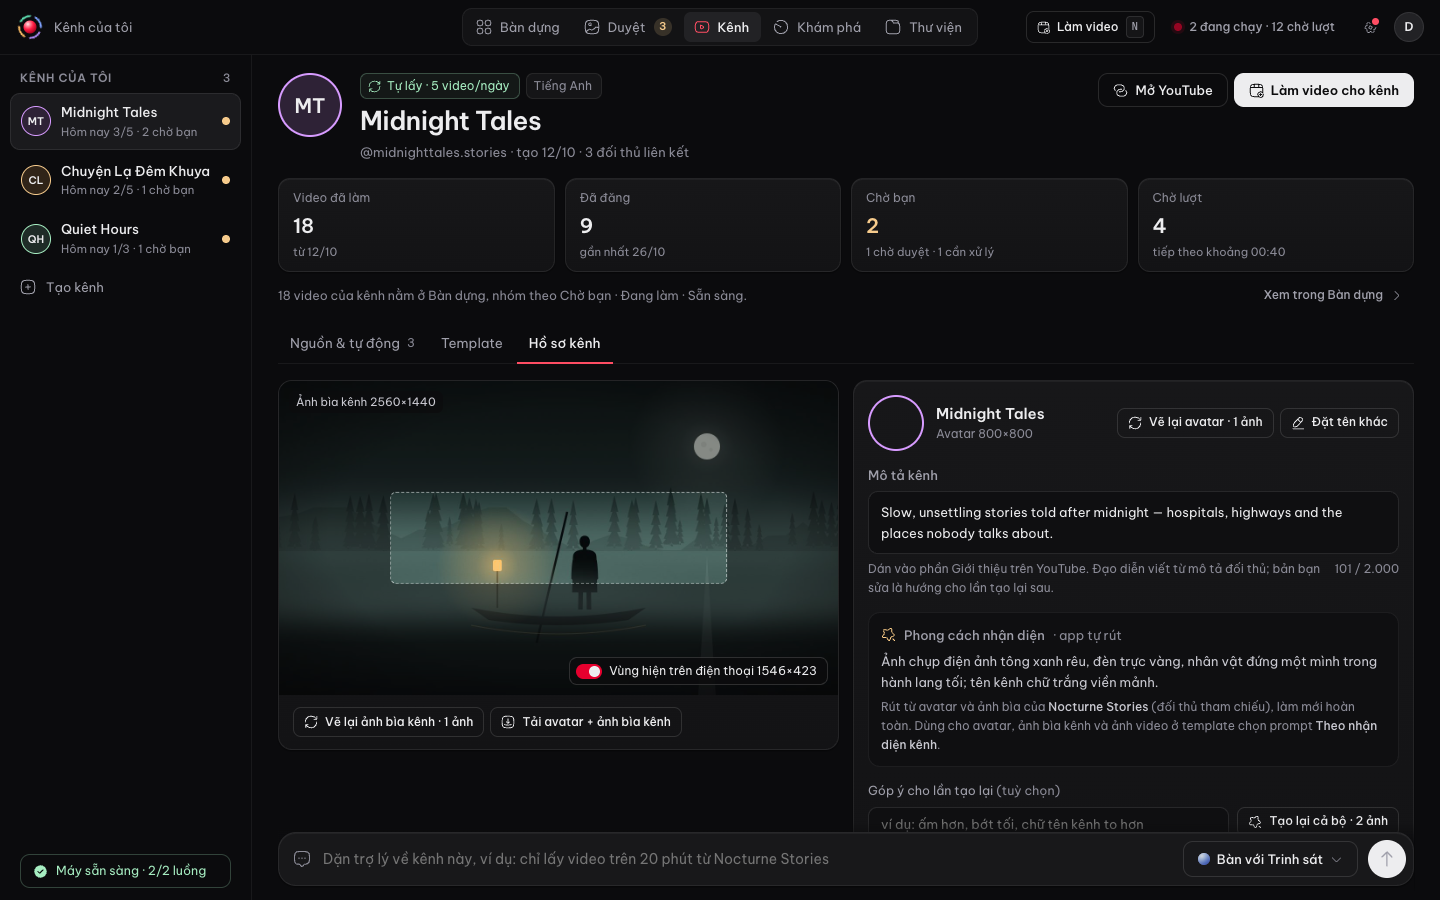 Kênh của tôi
Bàn dựng
Duyệt 3
Kênh
Khám phá
Thư viện
Làm video N
2 đang chạy · 12 chờ lượt
D
KÊNH CỦA TÔI 3
MT
Midnight Tales
Hôm nay 3/5 · 2 chờ bạn
CL
Chuyện Lạ Đêm Khuya
Hôm nay 2/5 · 1 chờ bạn
QH
Quiet Hours
Hôm nay 1/3 · 1 chờ bạn
Tạo kênh
Máy sẵn sàng · 2/2 luồng
MT
Tự lấy · 5 video/ngày
Tiếng Anh
Midnight Tales
@midnighttales.stories · tạo 12/10 · 3 đối thủ liên kết
Mở YouTube
Làm video cho kênh
Video đã làm
18
từ 12/10
Đã đăng
9
gần nhất 26/10
Chờ bạn
2
1 chờ duyệt · 1 cần xử lý
Chờ lượt
4
tiếp theo khoảng 00:40
18 video của kênh nằm ở Bàn dựng, nhóm theo Chờ bạn · Đang làm · Sẵn sàng.
Xem trong Bàn dựng
Nguồn & tự động 3
Template
Hồ sơ kênh
Ảnh bìa kênh 2560×1440
Vùng hiện trên điện thoại 1546×423
Vẽ lại ảnh bìa kênh · 1 ảnh
Tải avatar + ảnh bìa kênh
Midnight Tales
Avatar 800×800
Vẽ lại avatar · 1 ảnh
Đặt tên khác
Mô tả kênh
Slow, unsettling stories told after midnight — hospitals, highways and the
places nobody talks about.
Dán vào phần Giới thiệu trên YouTube. Đạo diễn viết từ mô tả đối thủ; bản bạn
sửa là hướng cho lần tạo lại sau.
101 / 2.000
Phong cách nhận diện · app tự rút
Ảnh chụp điện ảnh tông xanh rêu, đèn trực vàng, nhân vật đứng một mình trong
hành lang tối; tên kênh chữ trắng viền mảnh.
Rút từ avatar và ảnh bìa của Nocturne Stories (đối thủ tham chiếu), làm mới hoàn
toàn. Dùng cho avatar, ảnh bìa kênh và ảnh video ở template chọn prompt Theo nhận
diện kênh.
Góp ý cho lần tạo lại (tuỳ chọn)
ví dụ: ấm hơn, bớt tối, chữ tên kênh to hơn
Tạo lại cả bộ · 2 ảnh
Dặn trợ lý về kênh này, ví dụ: chỉ lấy video trên 20 phút từ Nocturne Stories
Bàn với Trinh sát